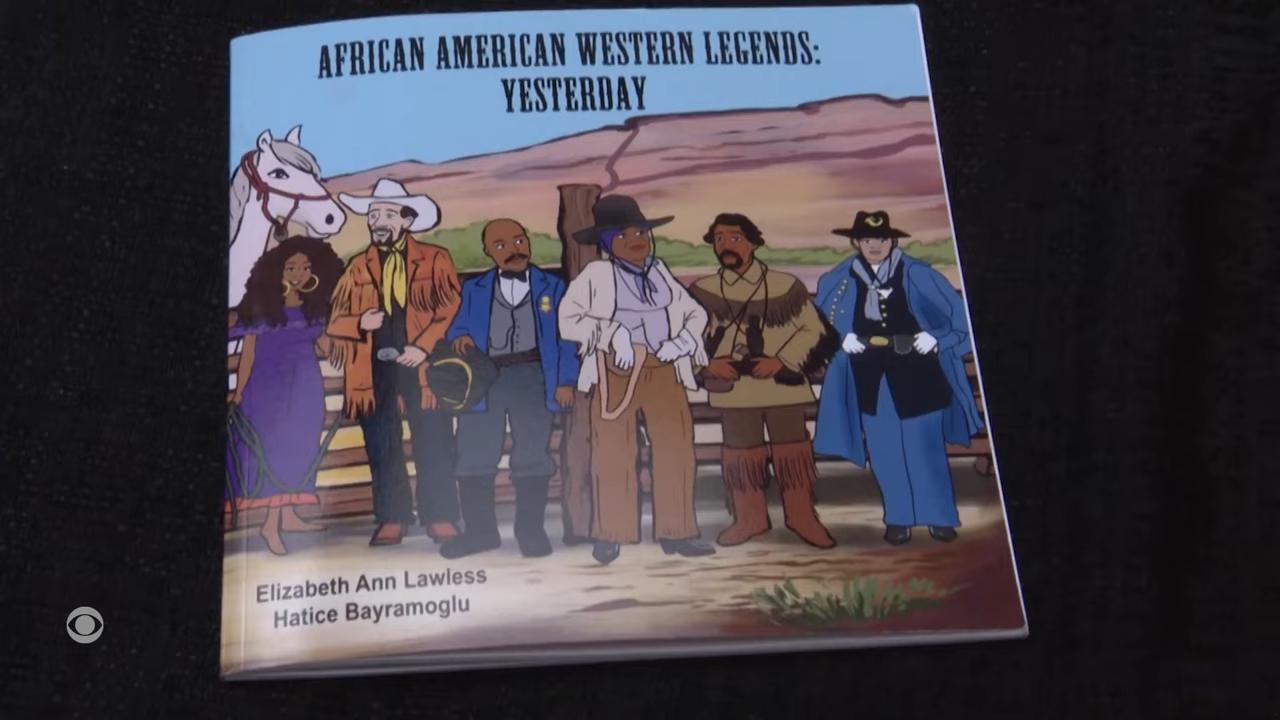 AFRICAN AMERICAN WESTERN LEGENDS:
YESTERDAY
Elizabeth Ann Lawless
Hatice Bayramoglu